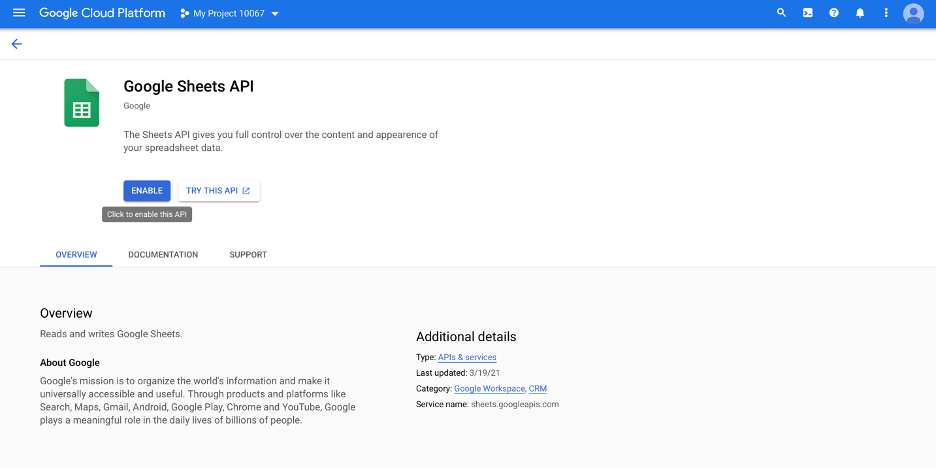 Google Cloud Platform
My Project 10067
Google Sheets API
Google
The Sheets API gives you full control over the content and appearence of
your spreadsheet data.
ENABLE
TRY THIS API
Click to enable this API
OVERVIEW
DOCUMENTATION
SUPPORT
Overview
Reads and writes Google Sheets.
About Google
Google's mission is to organize the world's information and make it
universally accessible and useful. Through products and platforms like
Search, Maps, Gmail, Android, Google Play, Chrome and YouTube, Google
plays a meaningful role in the daily lives of billions of people.
Additional details
Type: APIs & services
Last updated: 3/19/21
Category: Google Workspace, CRM
Service name: sheets.googleapis.com